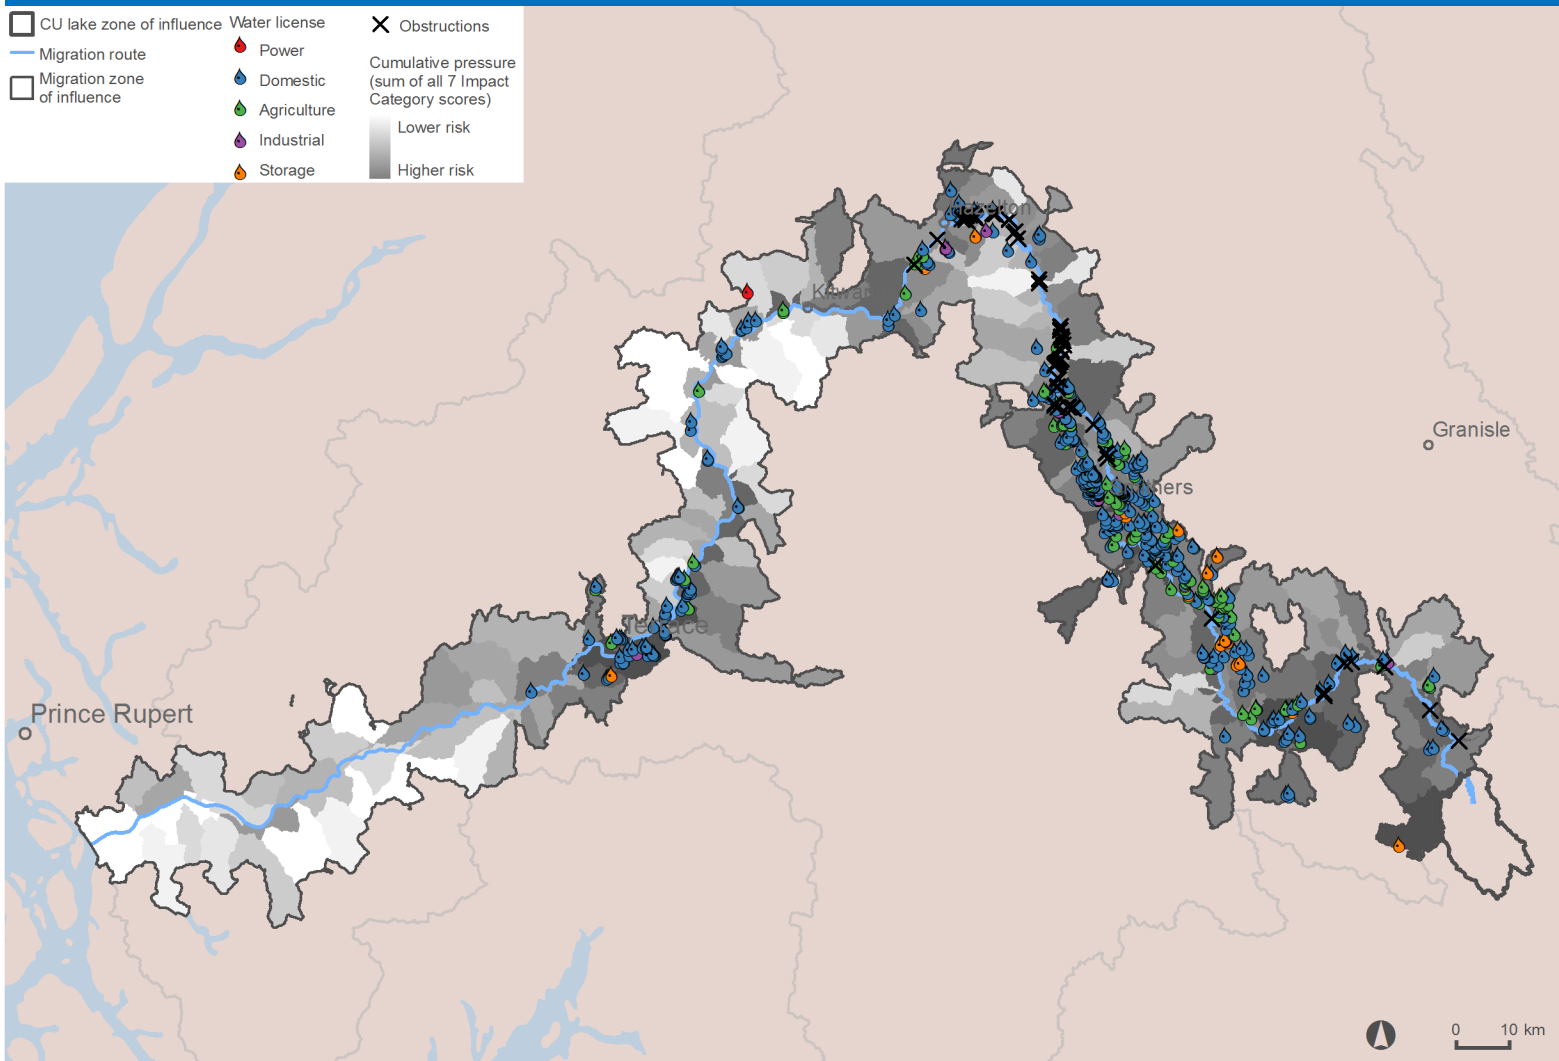 CU lake zone of influence
Migration route
Migration zone
of influence
Water license
Power
Domestic
Agriculture
Industrial
Storage
Obstructions
Cumulative pressure
(sum of all 7 Impact
Category scores)
Lower risk
Higher risk
Hazelton
Granisle
Terrace
Prince Rupert
0 10 km